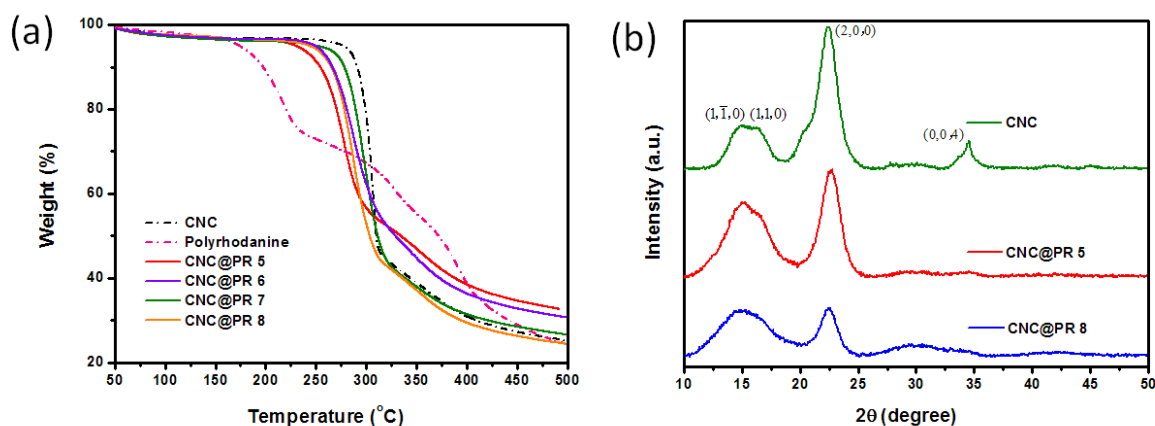 (a)
Weight (%)
100
80
60
40
20
CNC
Polyrhodanine
CNC@PR 5
CNC@PR 6
CNC@PR 7
CNC@PR 8
50 100 150 200 250 300 350 400 450 500
Temperature (°C)
(b)
Intensity (a.u.)
(2,0,0)
(1,1̅,0) (1,1,0)
(0,0,4)
CNC
CNC@PR 5
CNC@PR 8
10 15 20 25 30 35 40 45 50
2θ (degree)